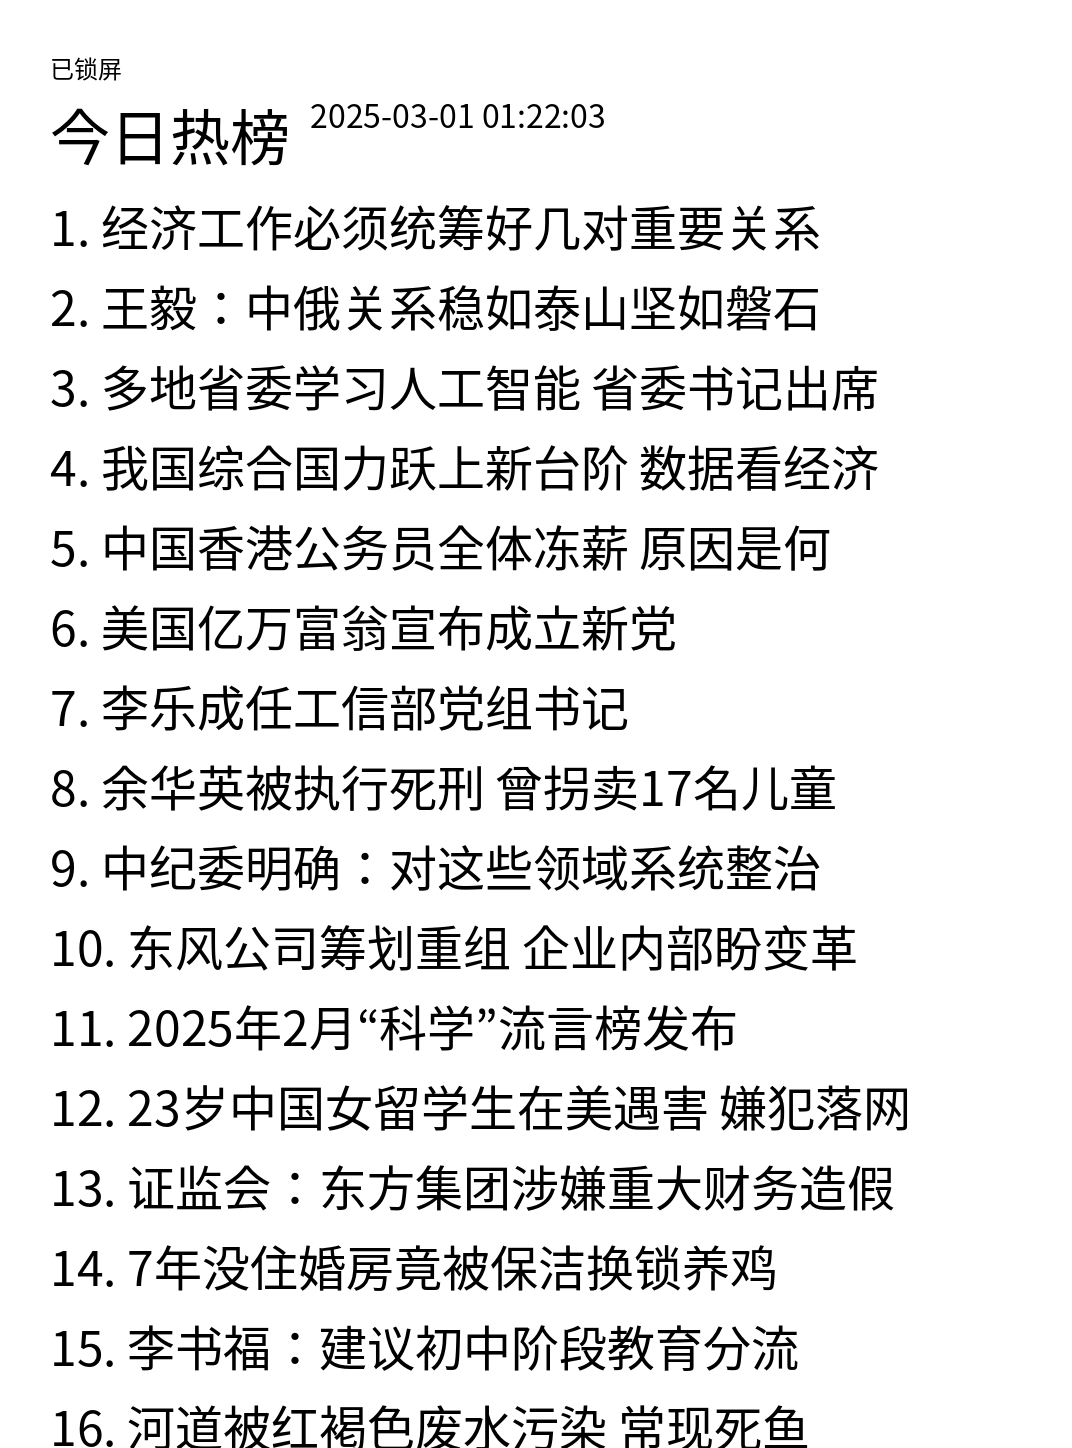 已锁屏
今日热榜 2025-03-01 01:22:03
1. 经济工作必须统筹好几对重要关系
2. 王毅：中俄关系稳如泰山坚如磐石
3. 多地省委学习人工智能 省委书记出席
4. 我国综合国力跃上新台阶 数据看经济
5. 中国香港公务员全体冻薪 原因是何
6. 美国亿万富翁宣布成立新党
7. 李乐成任工信部党组书记
8. 余华英被执行死刑 曾拐卖17名儿童
9. 中纪委明确：对这些领域系统整治
10. 东风公司筹划重组 企业内部盼变革
11. 2025年2月“科学”流言榜发布
12. 23岁中国女留学生在美遇害 嫌犯落网
13. 证监会：东方集团涉嫌重大财务造假
14. 7年没住婚房竟被保洁换锁养鸡
15. 李书福：建议初中阶段教育分流
16. 河道被红褐色废水污染 常现死鱼